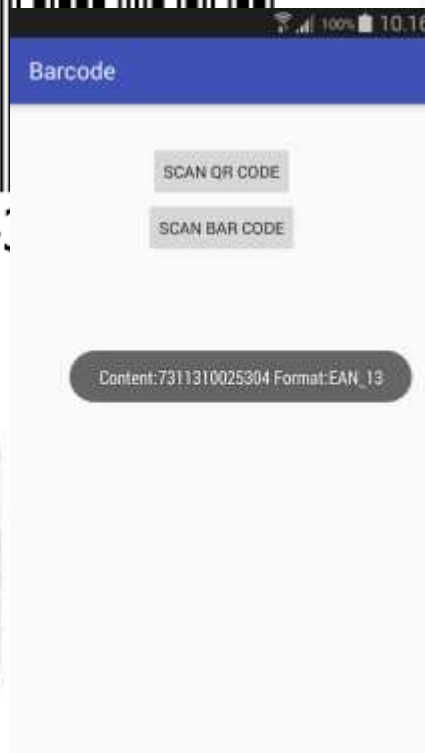 100% 10.16
Barcode
SCAN QR CODE
SCAN BAR CODE
Content:7311310025304 Format:EAN_13